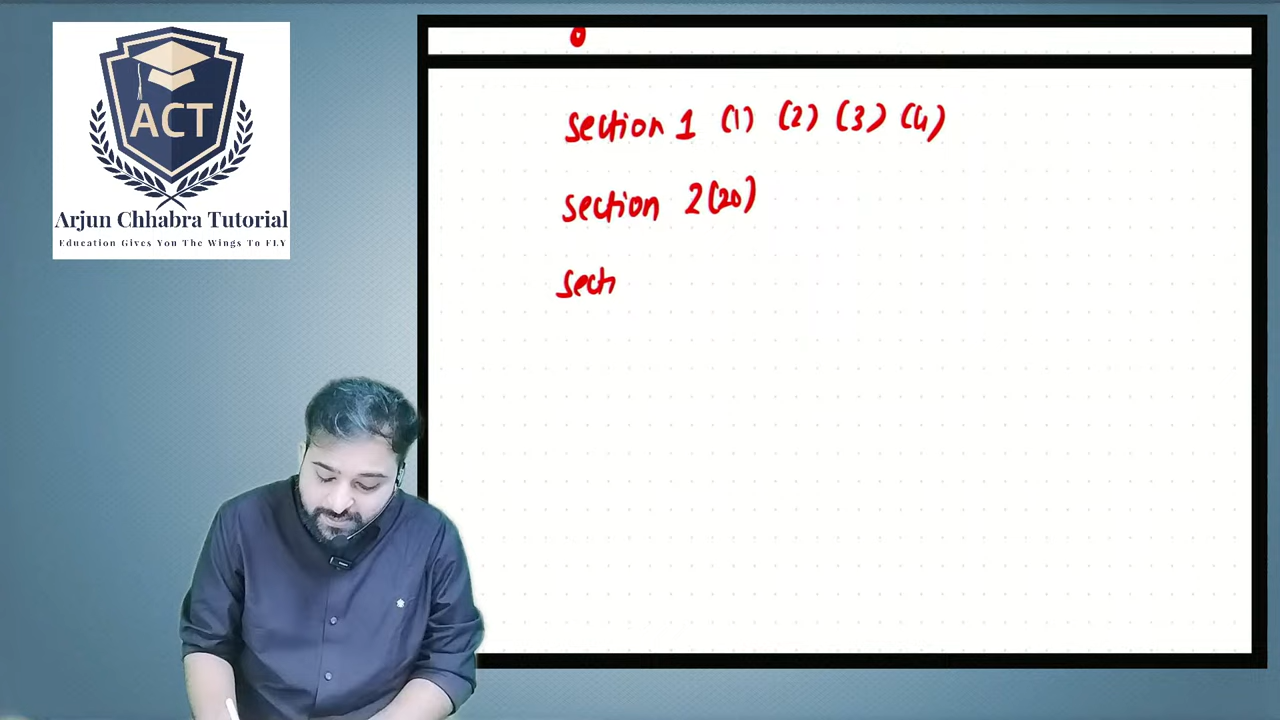 ACT
Arjun Chhabra Tutorial
Education Gives You The Wings To FLY
Section 1 (1) (2) (3) (4)
Section 2(20)
Secti